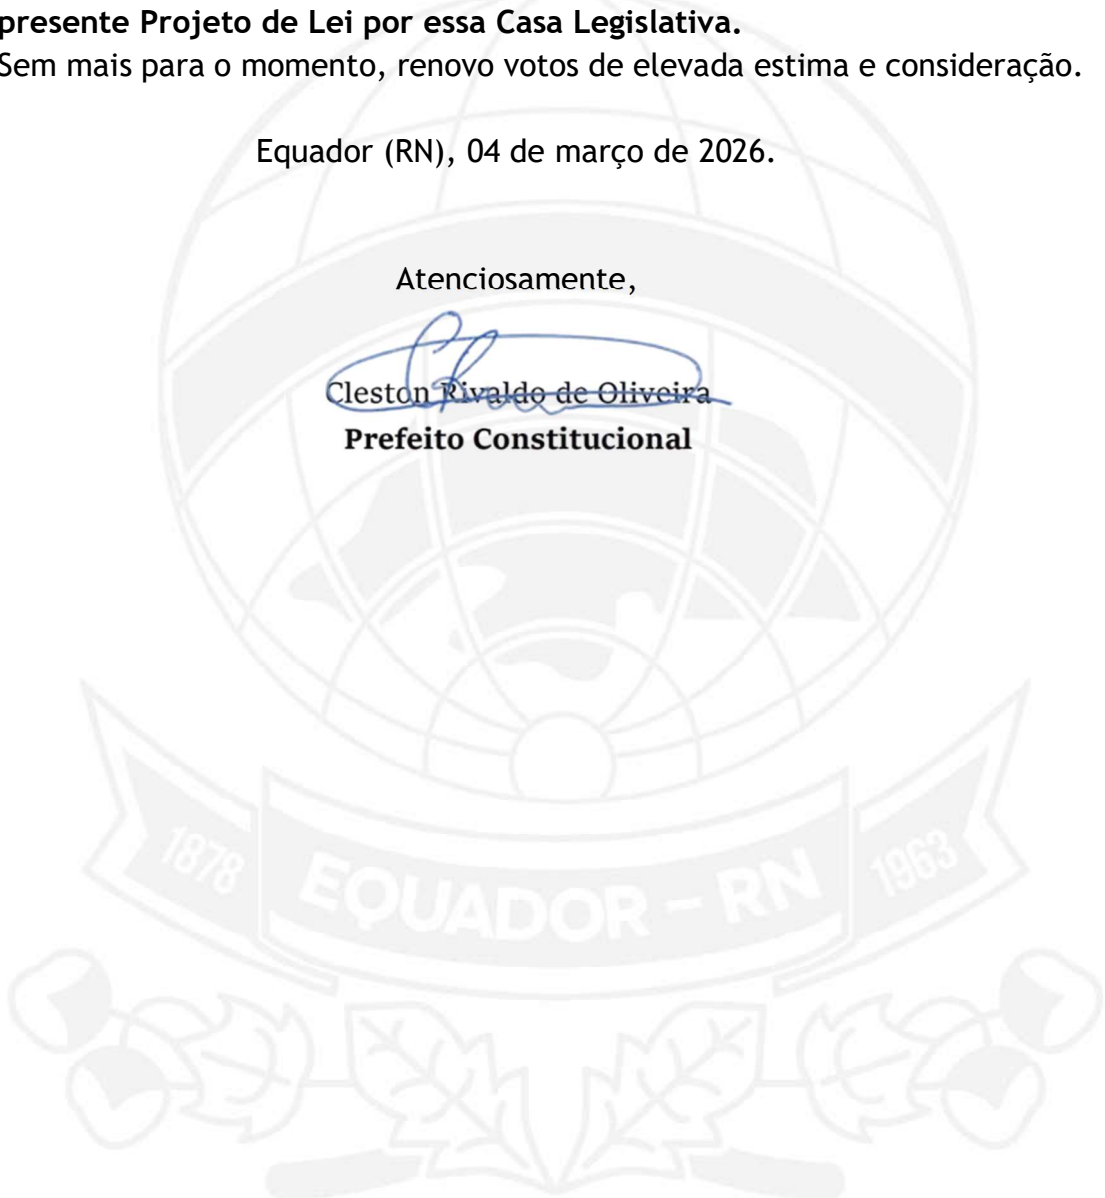 presente Projeto de Lei por essa Casa Legislativa.
Sem mais para o momento, renovo votos de elevada estima e consideração.
Equador (RN), 04 de março de 2026.
Atenciosamente,
Cleston Rivaldo de Oliveira
Prefeito Constitucional
1878 EQUADOR - RN 1963